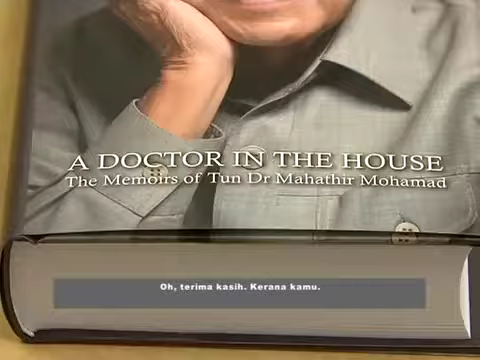 A DOCTOR IN THE HOUSE
The Memoirs of Tun Dr Mahathir Mohamad
Oh, terima kasih. Kerana kamu.